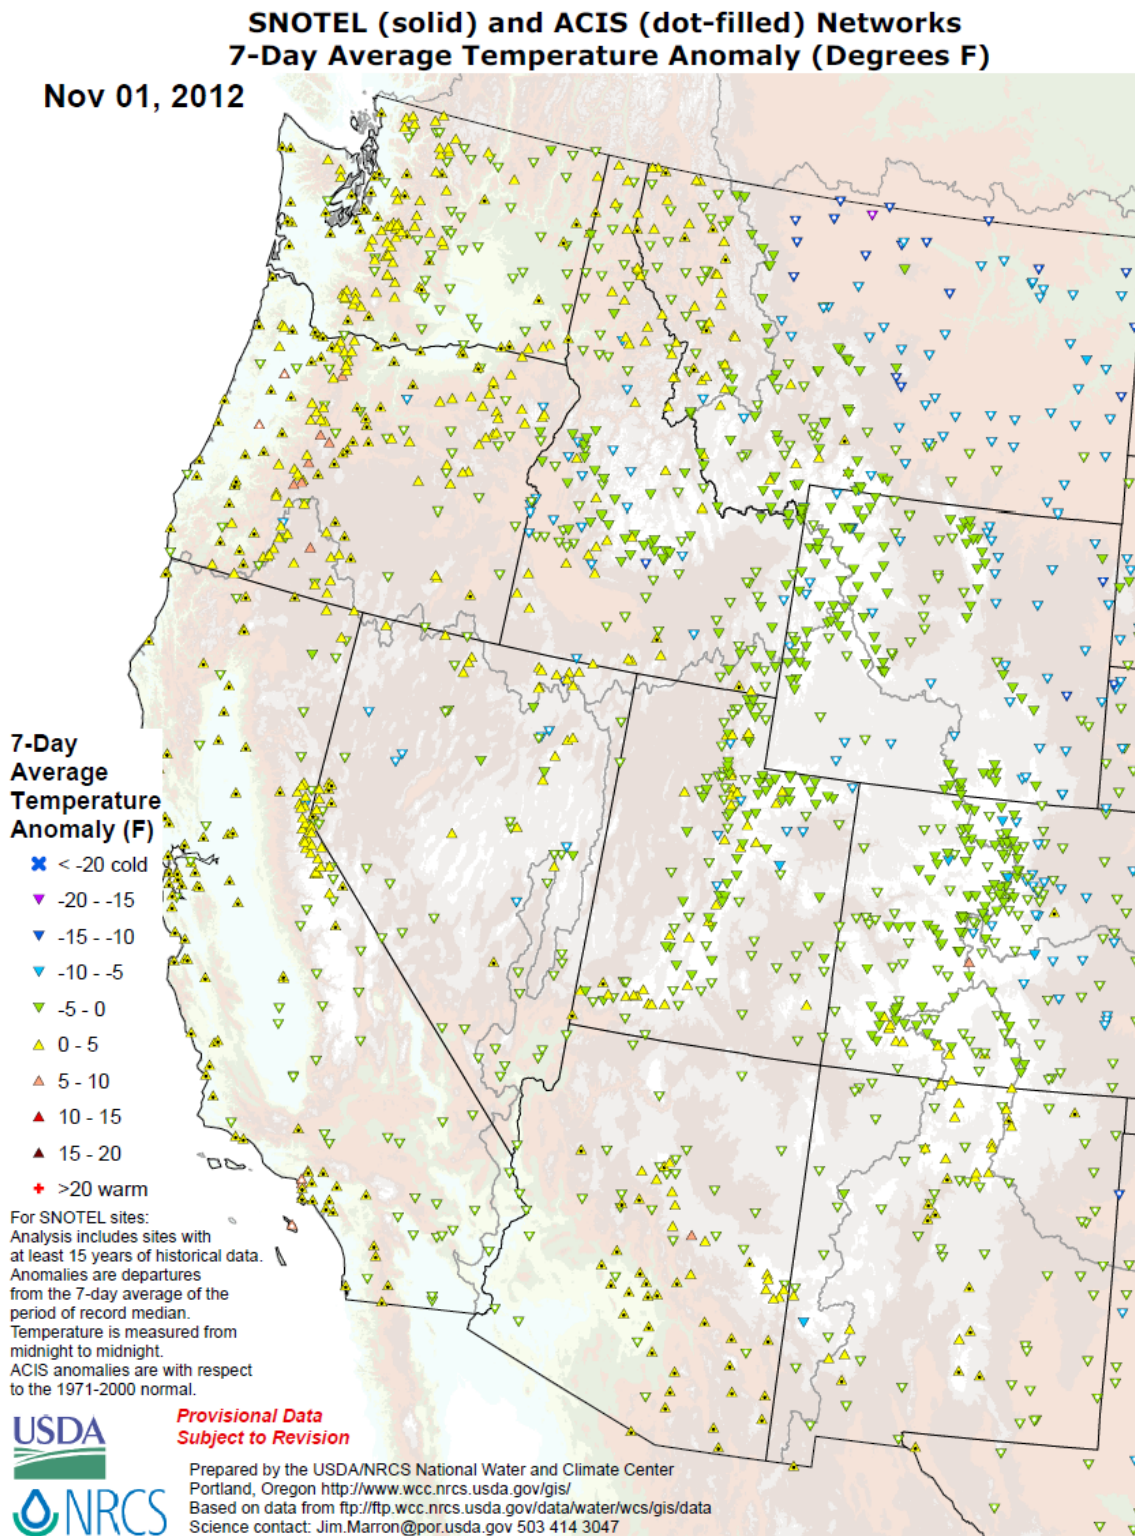 SNOTEL (solid) and ACIS (dot-filled) Networks
7-Day Average Temperature Anomaly (Degrees F)
Nov 01, 2012
7-Day
Average
Temperature
Anomaly (F)
< -20 cold
-20 - -15
-15 - -10
-10 - -5
-5 - 0
0 - 5
5 - 10
10 - 15
15 - 20
>20 warm
For SNOTEL sites:
Analysis includes sites with
at least 15 years of historical data.
Anomalies are departures
from the 7-day average of the
period of record median.
Temperature is measured from
midnight to midnight.
ACIS anomalies are with respect
to the 1971-2000 normal.
USDA
Provisional Data
Subject to Revision
NRCS
Prepared by the USDA/NRCS National Water and Climate Center
Portland, Oregon http://www.wcc.nrcs.usda.gov/gis/
Based on data from ftp://ftp.wcc.nrcs.usda.gov/data/water/wcs/gis/data
Science contact: Jim.Marron@por.usda.gov 503 414 3047